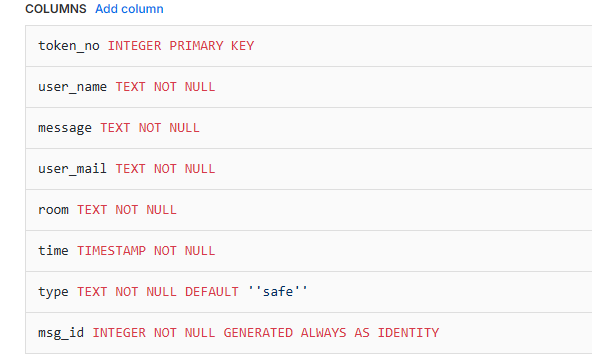 COLUMNS Add column
token_no INTEGER PRIMARY KEY
user_name TEXT NOT NULL
message TEXT NOT NULL
user_mail TEXT NOT NULL
room TEXT NOT NULL
time TIMESTAMP NOT NULL
type TEXT NOT NULL DEFAULT ''safe''
msg_id INTEGER NOT NULL GENERATED ALWAYS AS IDENTITY